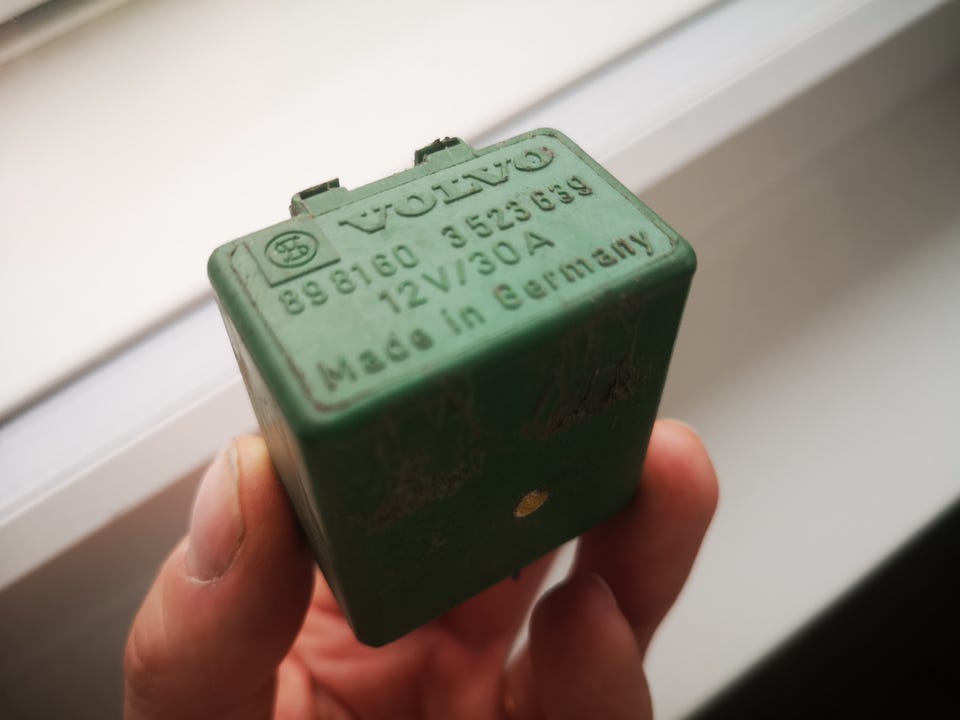 VOLVO
898160 3523639
12V/30A
Made in Germany